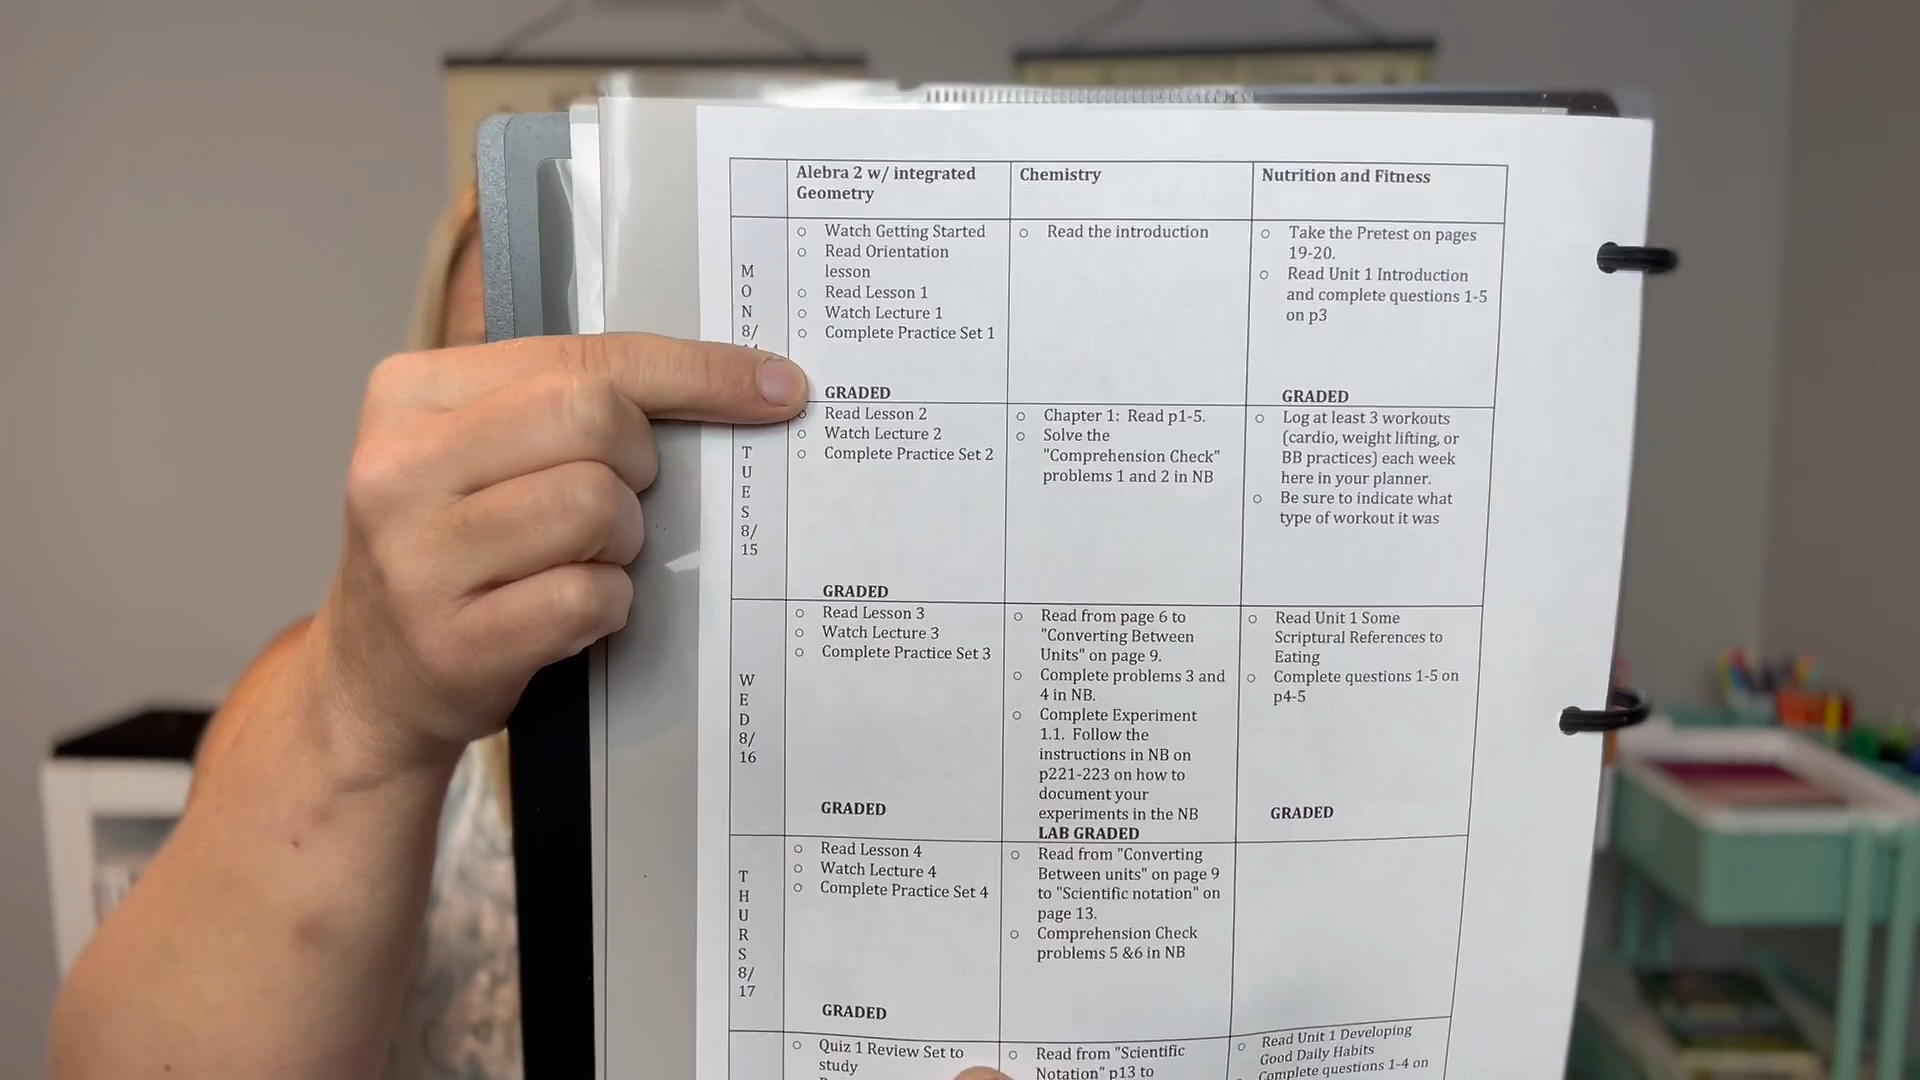 Alebra 2 w/ integrated
Geometry
Chemistry
Nutrition and Fitness
M
O
N
8/
Watch Getting Started
Read Orientation
lesson
Read Lesson 1
Watch Lecture 1
Complete Practice Set 1
GRADED
Read the introduction
Take the Pretest on pages
19-20.
Read Unit 1 Introduction
and complete questions 1-5
on p3
GRADED
T
U
E
S
8/
15
Read Lesson 2
Watch Lecture 2
Complete Practice Set 2
GRADED
Chapter 1: Read p1-5.
Solve the
"Comprehension Check"
problems 1 and 2 in NB
Log at least 3 workouts
(cardio, weight lifting, or
BB practices) each week
here in your planner.
Be sure to indicate what
type of workout it was
W
E
D
8/
16
Read Lesson 3
Watch Lecture 3
Complete Practice Set 3
GRADED
Read from page 6 to
"Converting Between
Units" on page 9.
Complete problems 3 and
4 in NB.
Complete Experiment
1.1. Follow the
instructions in NB on
p221-223 on how to
document your
experiments in the NB
LAB GRADED
Read Unit 1 Some
Scriptural References to
Eating
Complete questions 1-5 on
p4-5
GRADED
T
H
U
R
S
8/
17
Read Lesson 4
Watch Lecture 4
Complete Practice Set 4
GRADED
Read from "Converting
Between units" on page 9
to "Scientific notation" on
page 13.
Comprehension Check
problems 5 &6 in NB
Quiz 1 Review Set to
study
Read from "Scientific
Notation" p13 to
Read Unit 1 Developing
Good Daily Habits
Complete questions 1-4 on